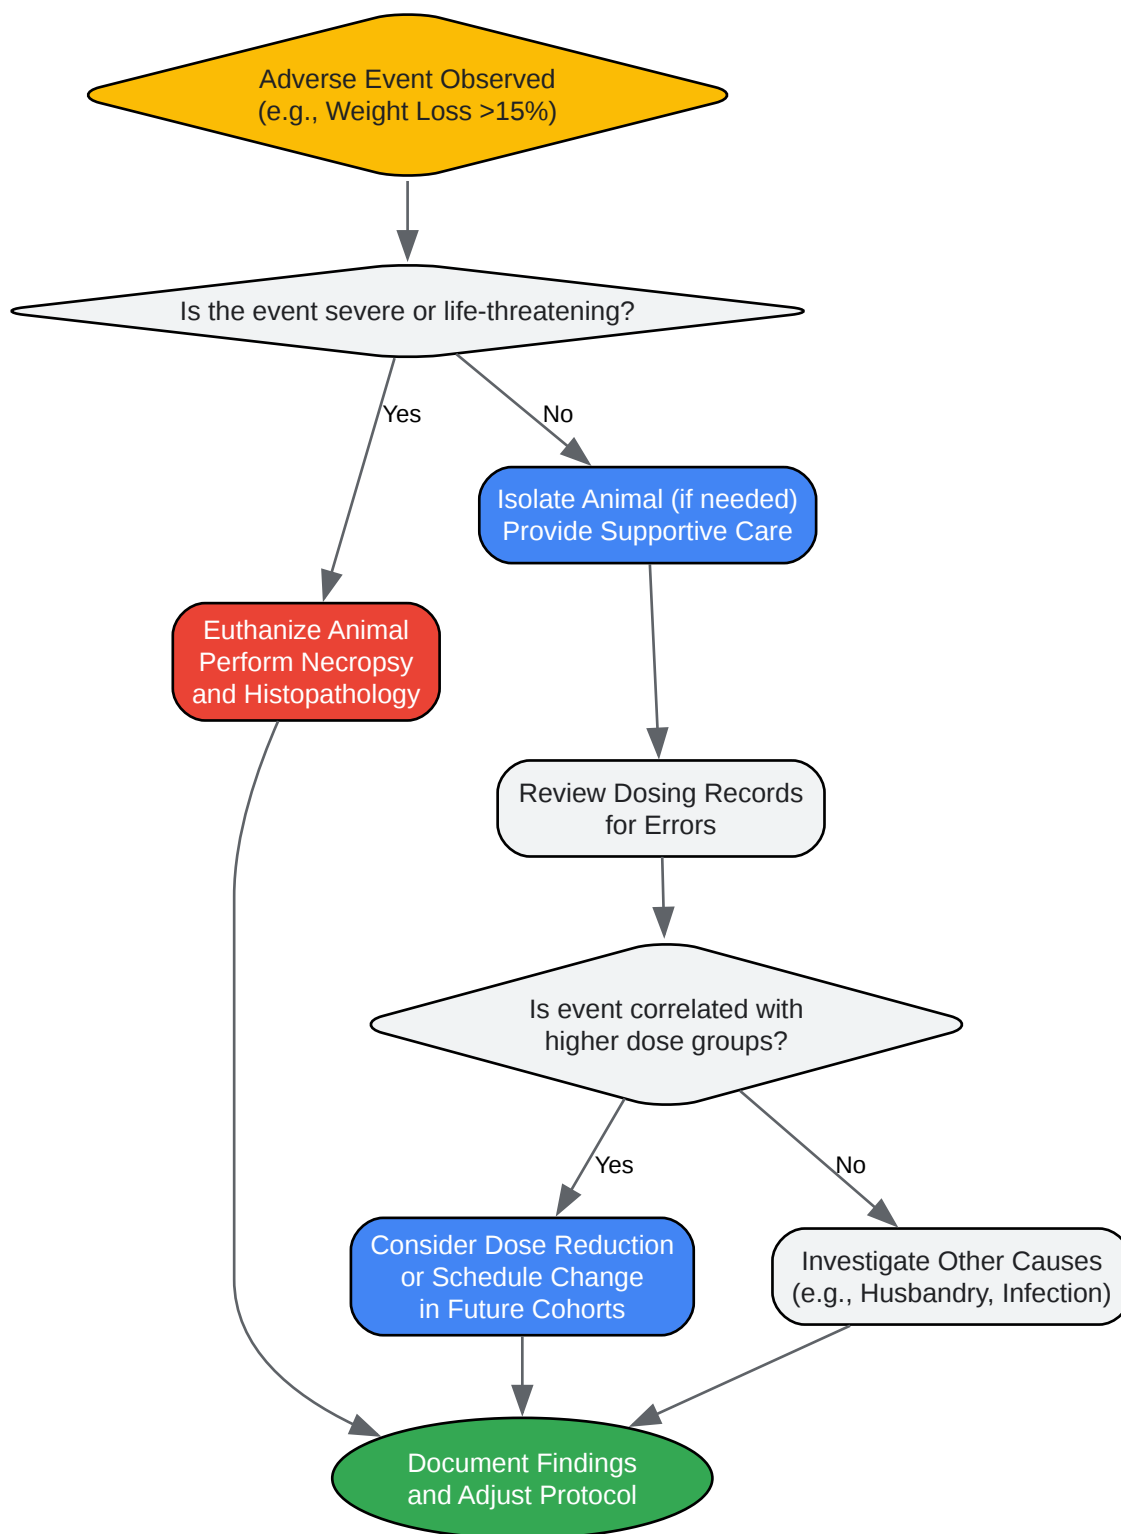 Adverse Event Observed
(e.g., Weight Loss >15%)
Is the event severe or life-threatening?
Yes
No
Isolate Animal (if needed)
Provide Supportive Care
Euthanize Animal
Perform Necropsy
and Histopathology
Review Dosing Records
for Errors
Is event correlated with
higher dose groups?
Yes
No
Consider Dose Reduction
or Schedule Change
in Future Cohorts
Investigate Other Causes
(e.g., Husbandry, Infection)
Document Findings
and Adjust Protocol